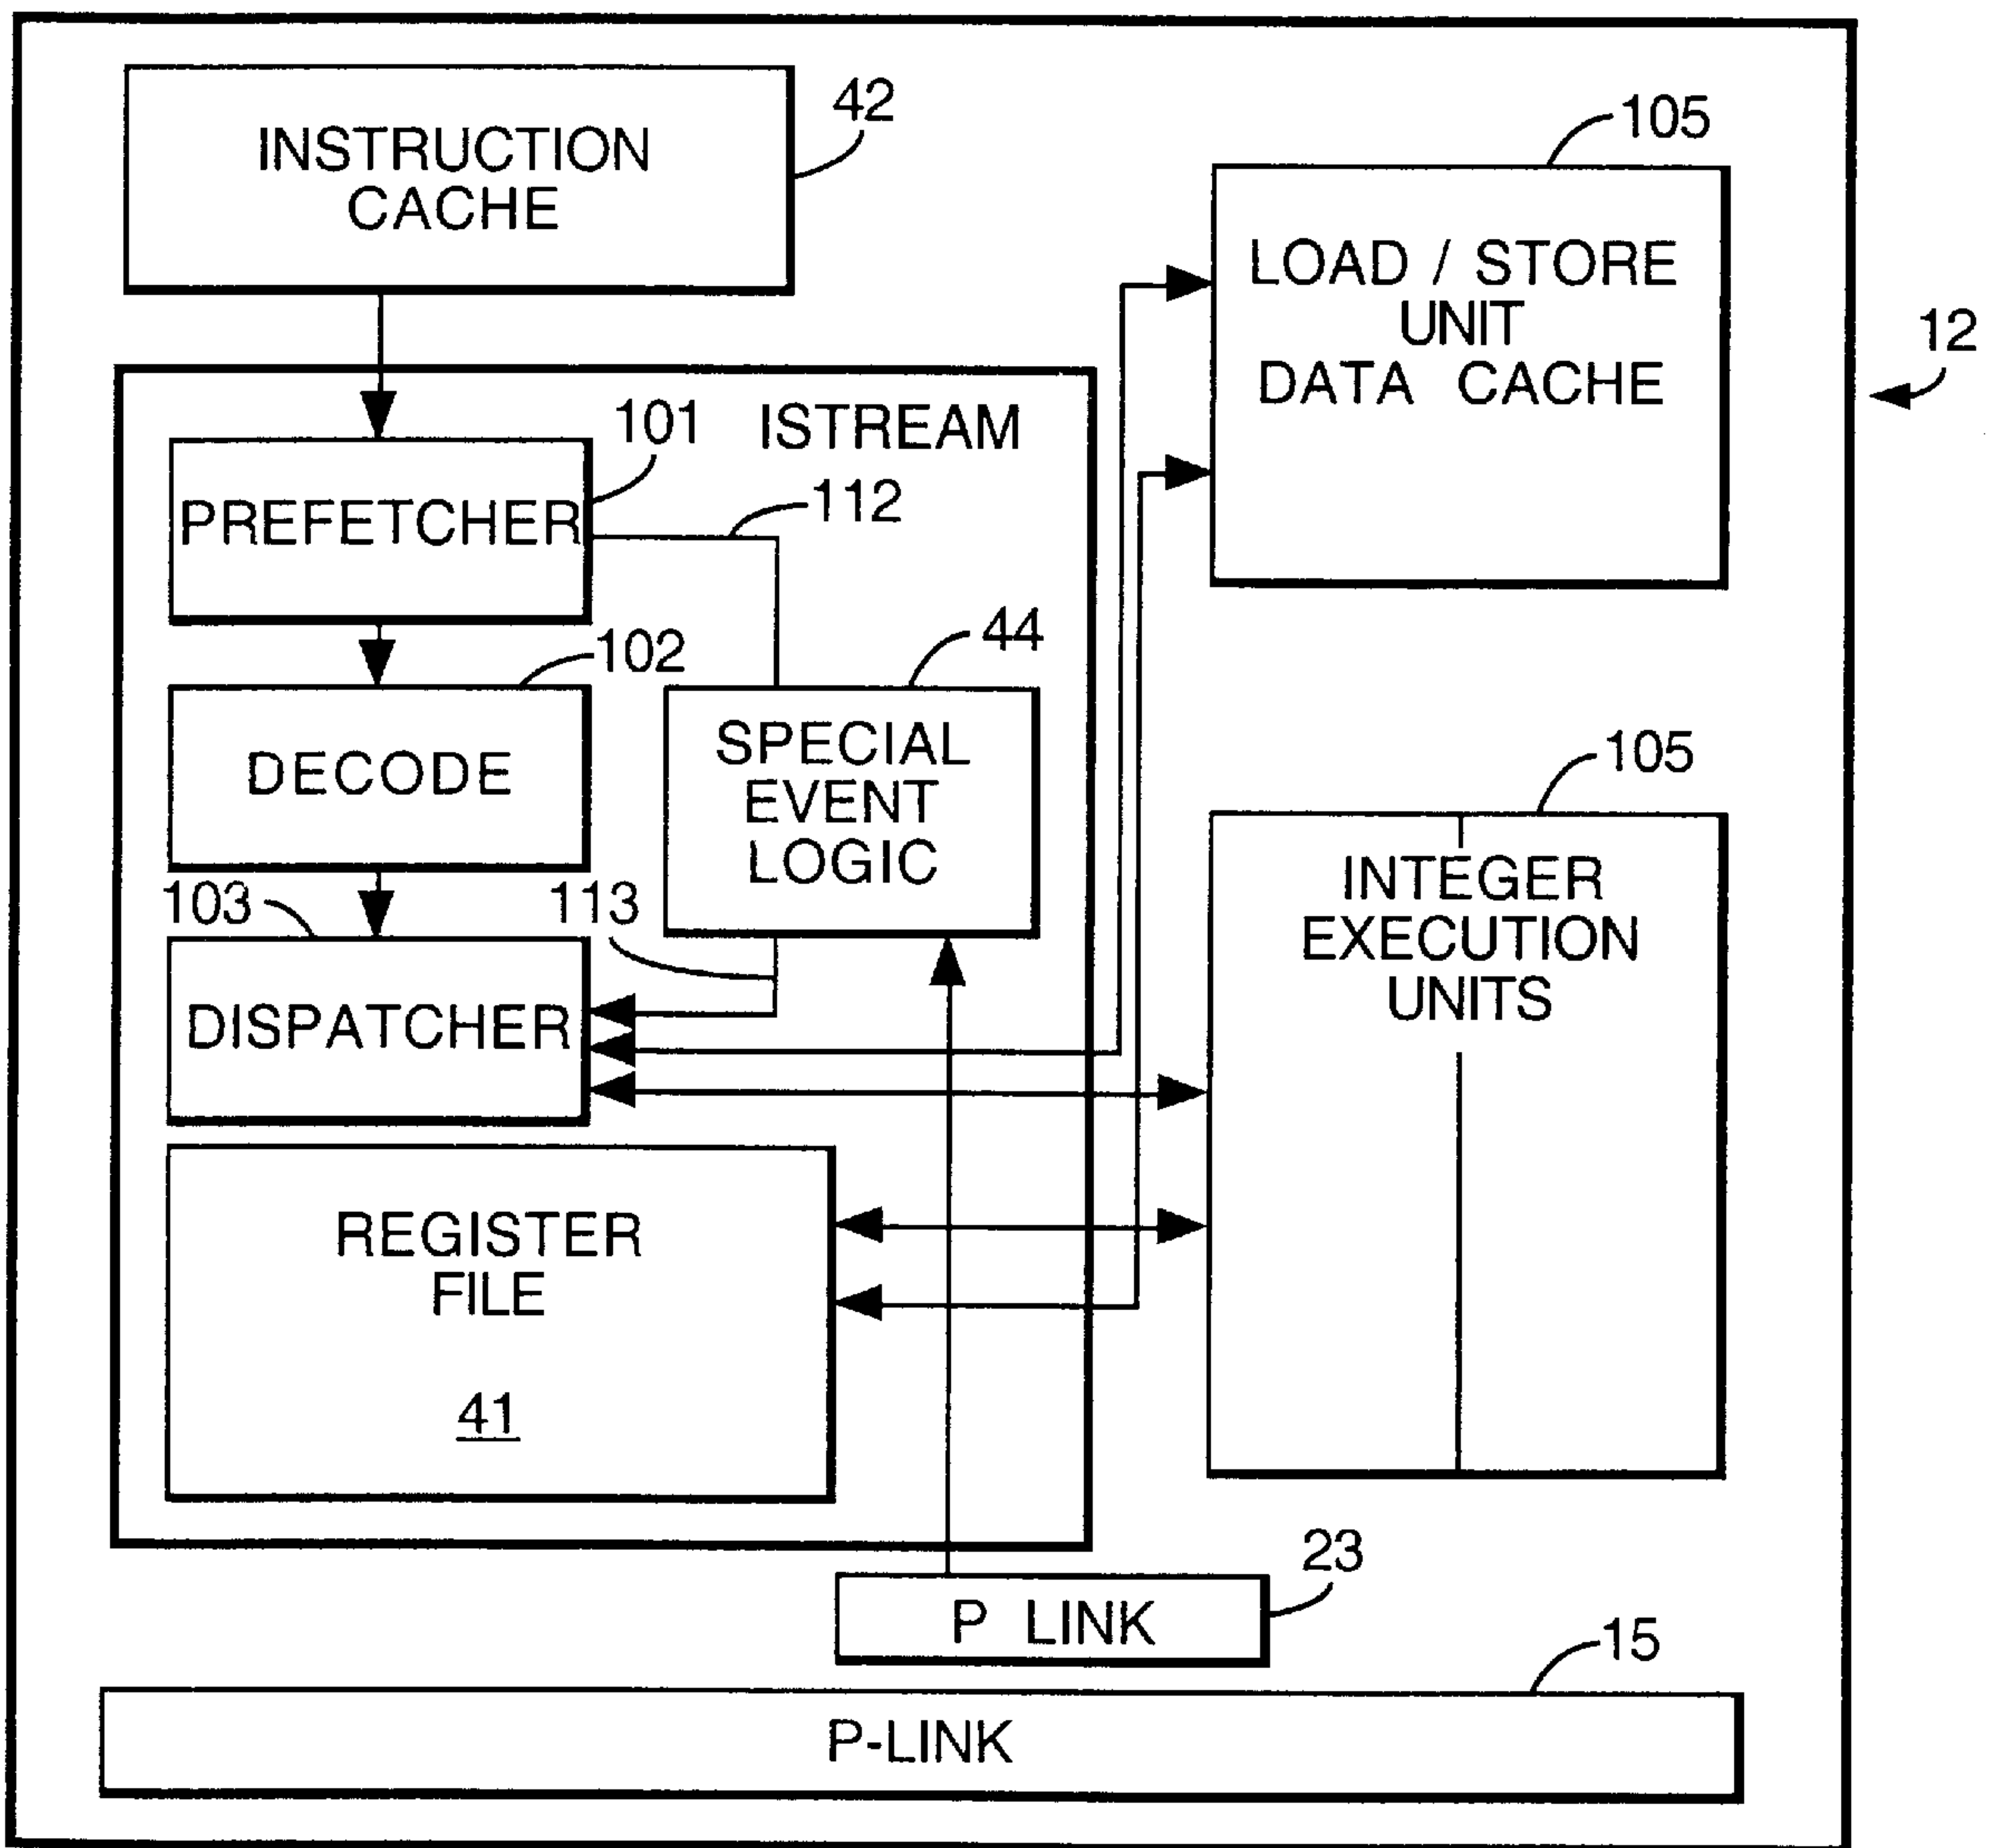 INSTRUCTION
CACHE
42
105
LOAD / STORE
UNIT
DATA CACHE
12
ISTREAM
101
PREFETCHER
112
102
DECODE
44
SPECIAL
EVENT
LOGIC
103
113
DISPATCHER
105
INTEGER
EXECUTION
UNITS
REGISTER
FILE
41
23
P LINK
15
P-LINK